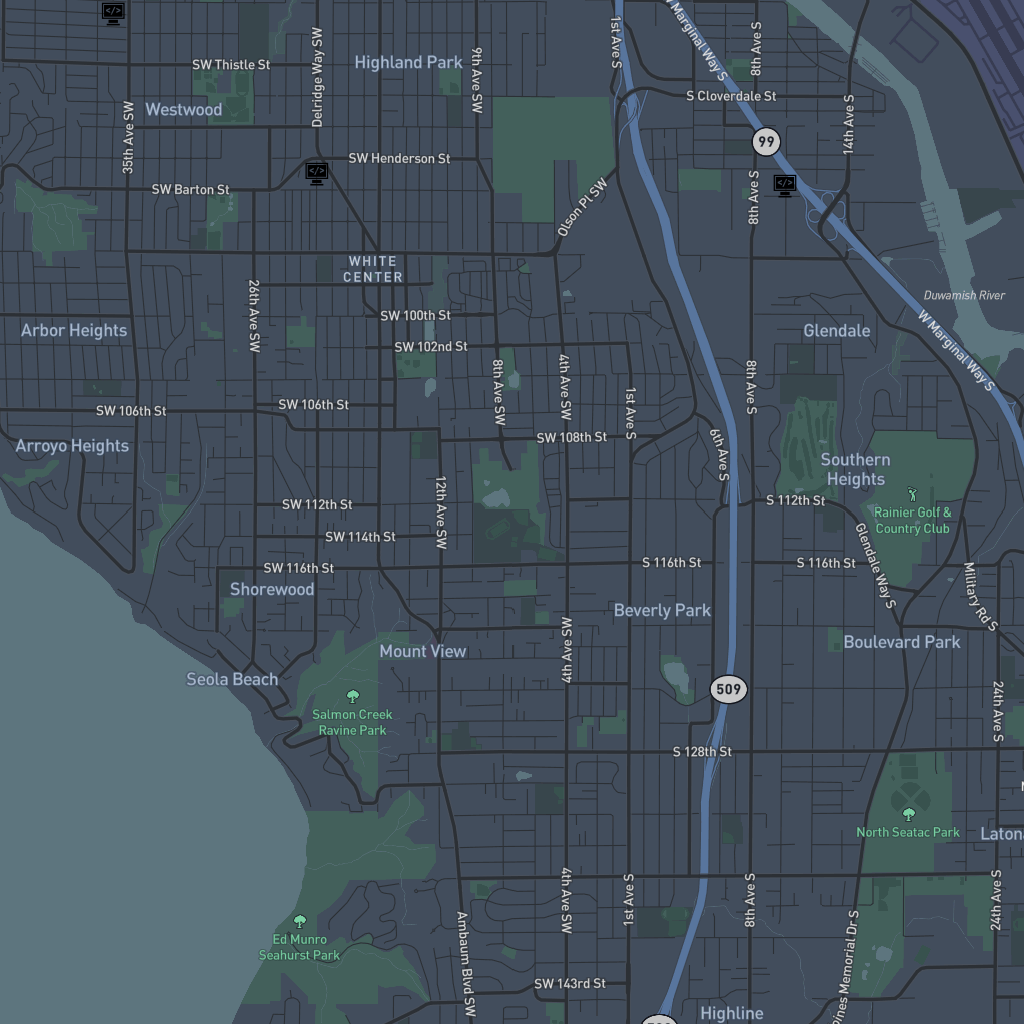 </>
SW Thistle St
Delridge Way SW
Highland Park
9th Ave SW
1st Ave S
W Marginal Way S
8th Ave S
S Cloverdale St
Westwood
35th Ave SW
14th Ave S
99
SW Henderson St
</>
</>
SW Barton St
8th Ave S
Olson Pl SW
WHITE
CENTER
Duwamish River
26th Ave SW
SW 100th St
Arbor Heights
Glendale
W Marginal Way S
SW 102nd St
8th Ave SW
4th Ave SW
1st Ave S
8th Ave S
SW 106th St
SW 106th St
SW 108th St
Arroyo Heights
6th Ave S
Southern
Heights
12th Ave SW
SW 112th St
S 112th St
Rainier Golf &
Country Club
SW 114th St
Glendale Way S
SW 116th St
S 116th St
S 116th St
Shorewood
Military Rd S
Beverly Park
4th Ave SW
Mount View
Boulevard Park
Seola Beach
509
24th Ave S
Salmon Creek
Ravine Park
S 128th St
North Seatac Park
Latona
4th Ave SW
1st Ave S
8th Ave S
24th Ave S
Ambaum Blvd SW
Ed Munro
Seahurst Park
Pines Memorial Dr S
SW 143rd St
Highline